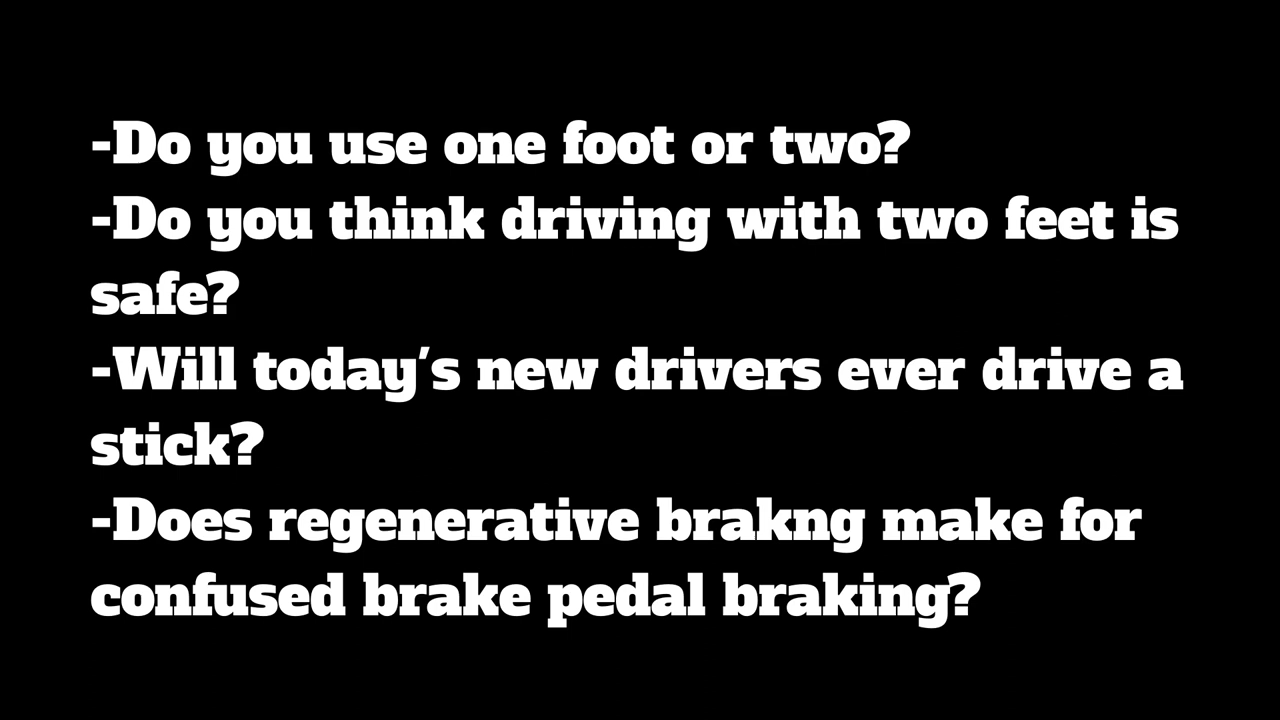 -Do you use one foot or two?
-Do you think driving with two feet is
safe?
-Will today's new drivers ever drive a
stick?
-Does regenerative brakng make for
confused brake pedal braking?